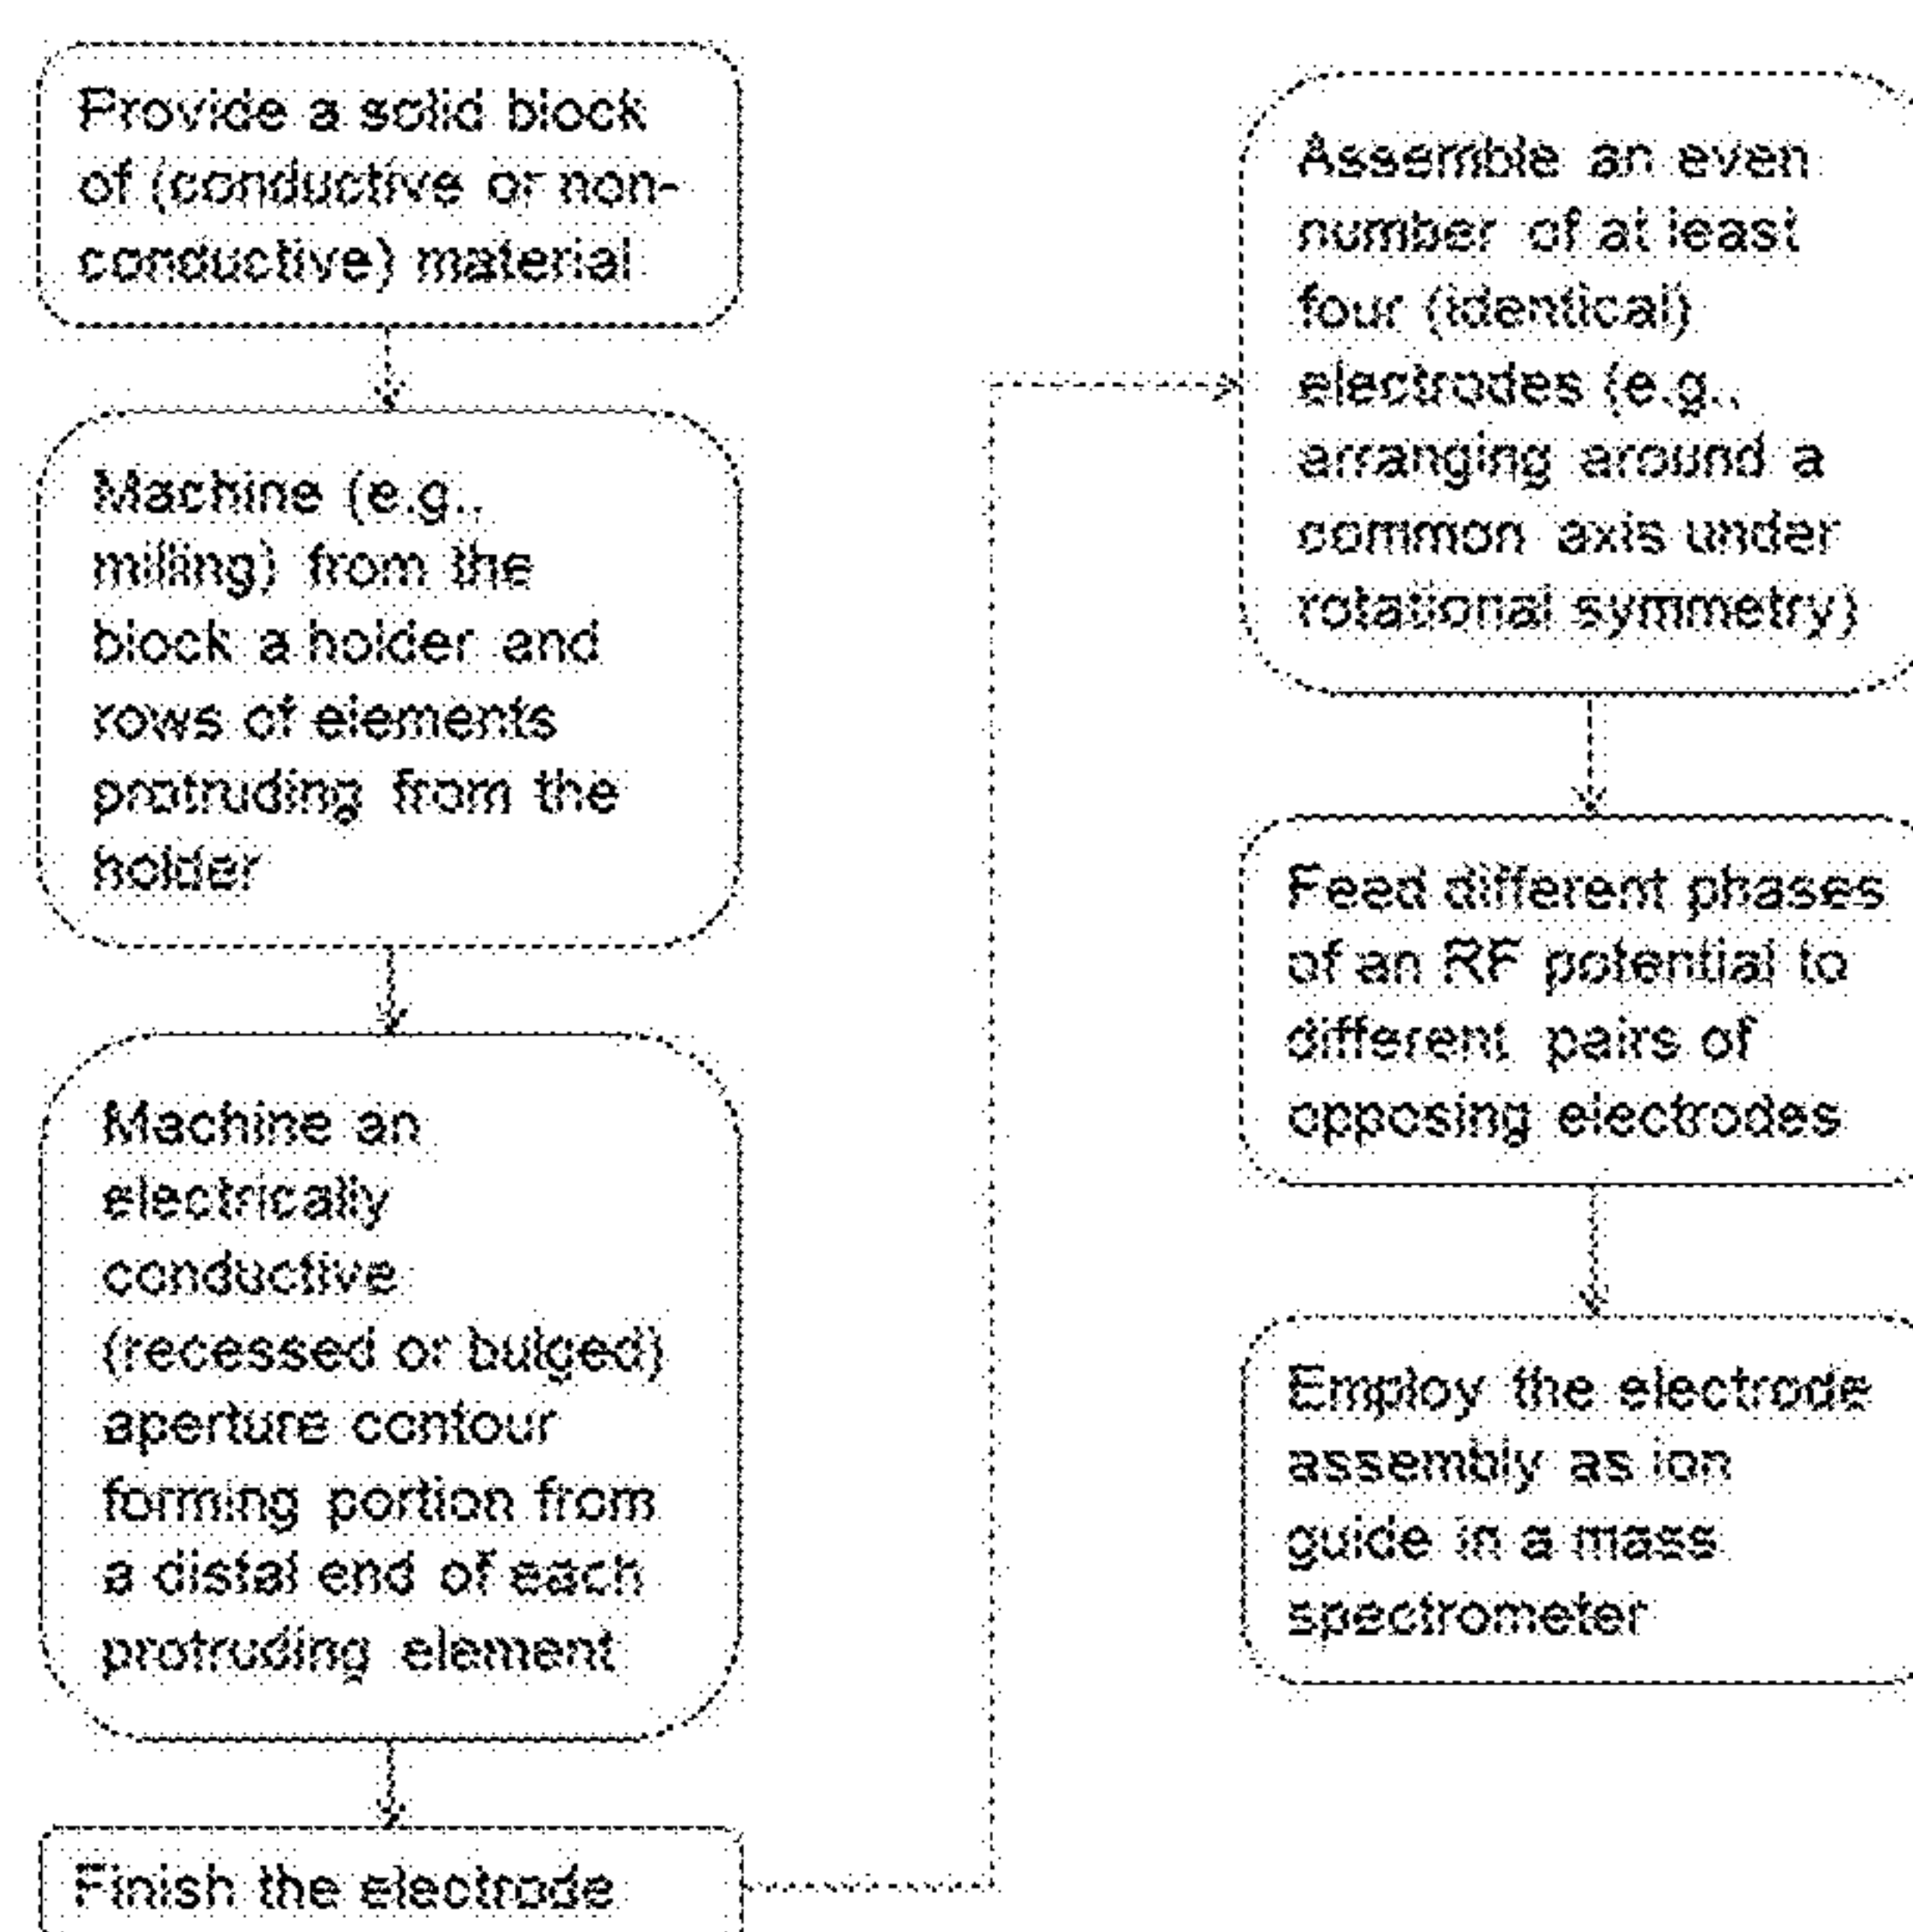 Provide a solid block
of (conductive or non-
conductive) material
Machine (e.g.,
milling) from the
block a holder and
rows of elements
protruding from the
holder
Machine an
electrically
conductive
(recessed or bulged)
aperture contour
forming portion from
a distal end of each
protruding element
Finish the electrode
Assemble an even
number of at least
four (identical)
electrodes (e.g.,
arranging around a
common axis under
rotational symmetry)
Feed different phases
of an RF potential to
different pairs of
opposing electrodes
Employ the electrode
assembly as ion
guide in a mass
spectrometer